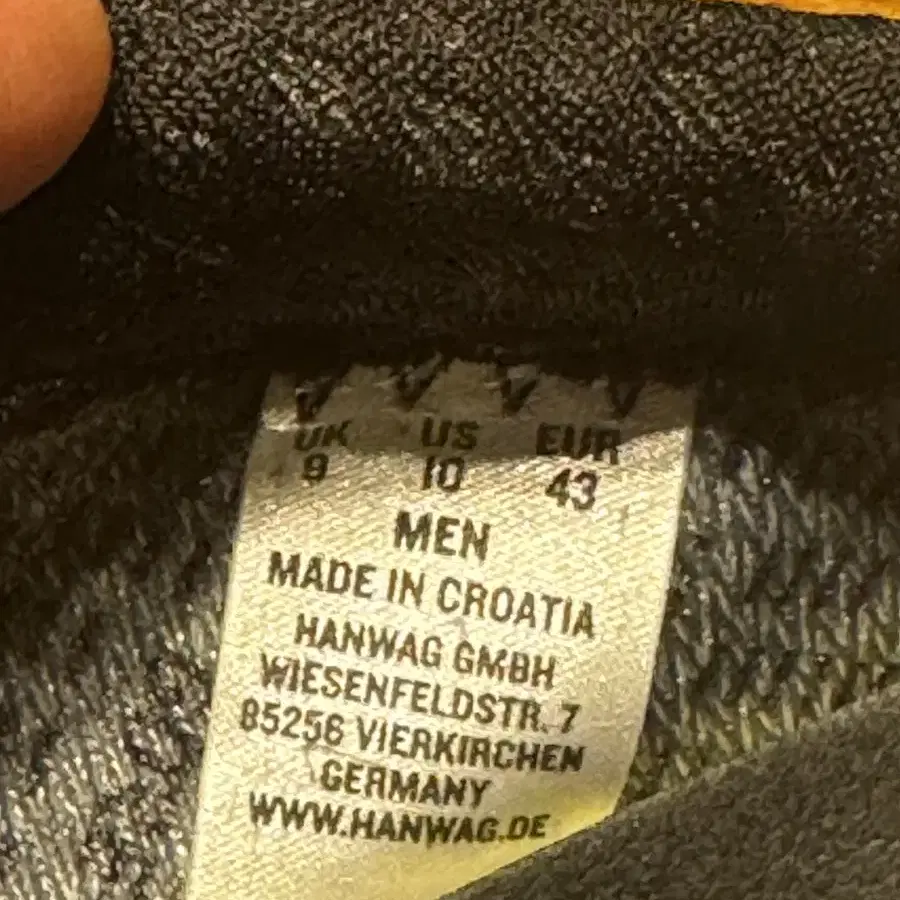 UK US EUR
9 10 43
MEN
MADE IN CROATIA
HANWAG GMBH
WIESENFELDSTR. 7
85256 VIERKIRCHEN
GERMANY
WWW.HANWAG.DE